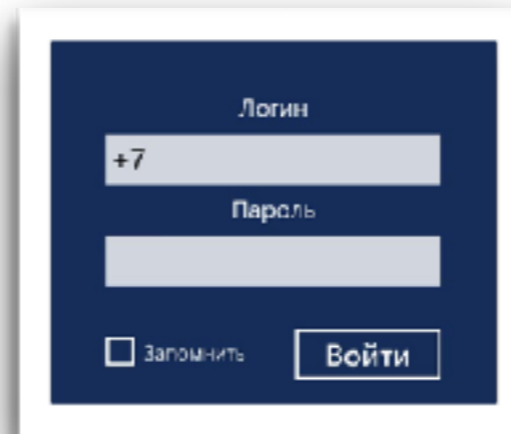 Логин
+7
Пароль
Запомнить
Войти